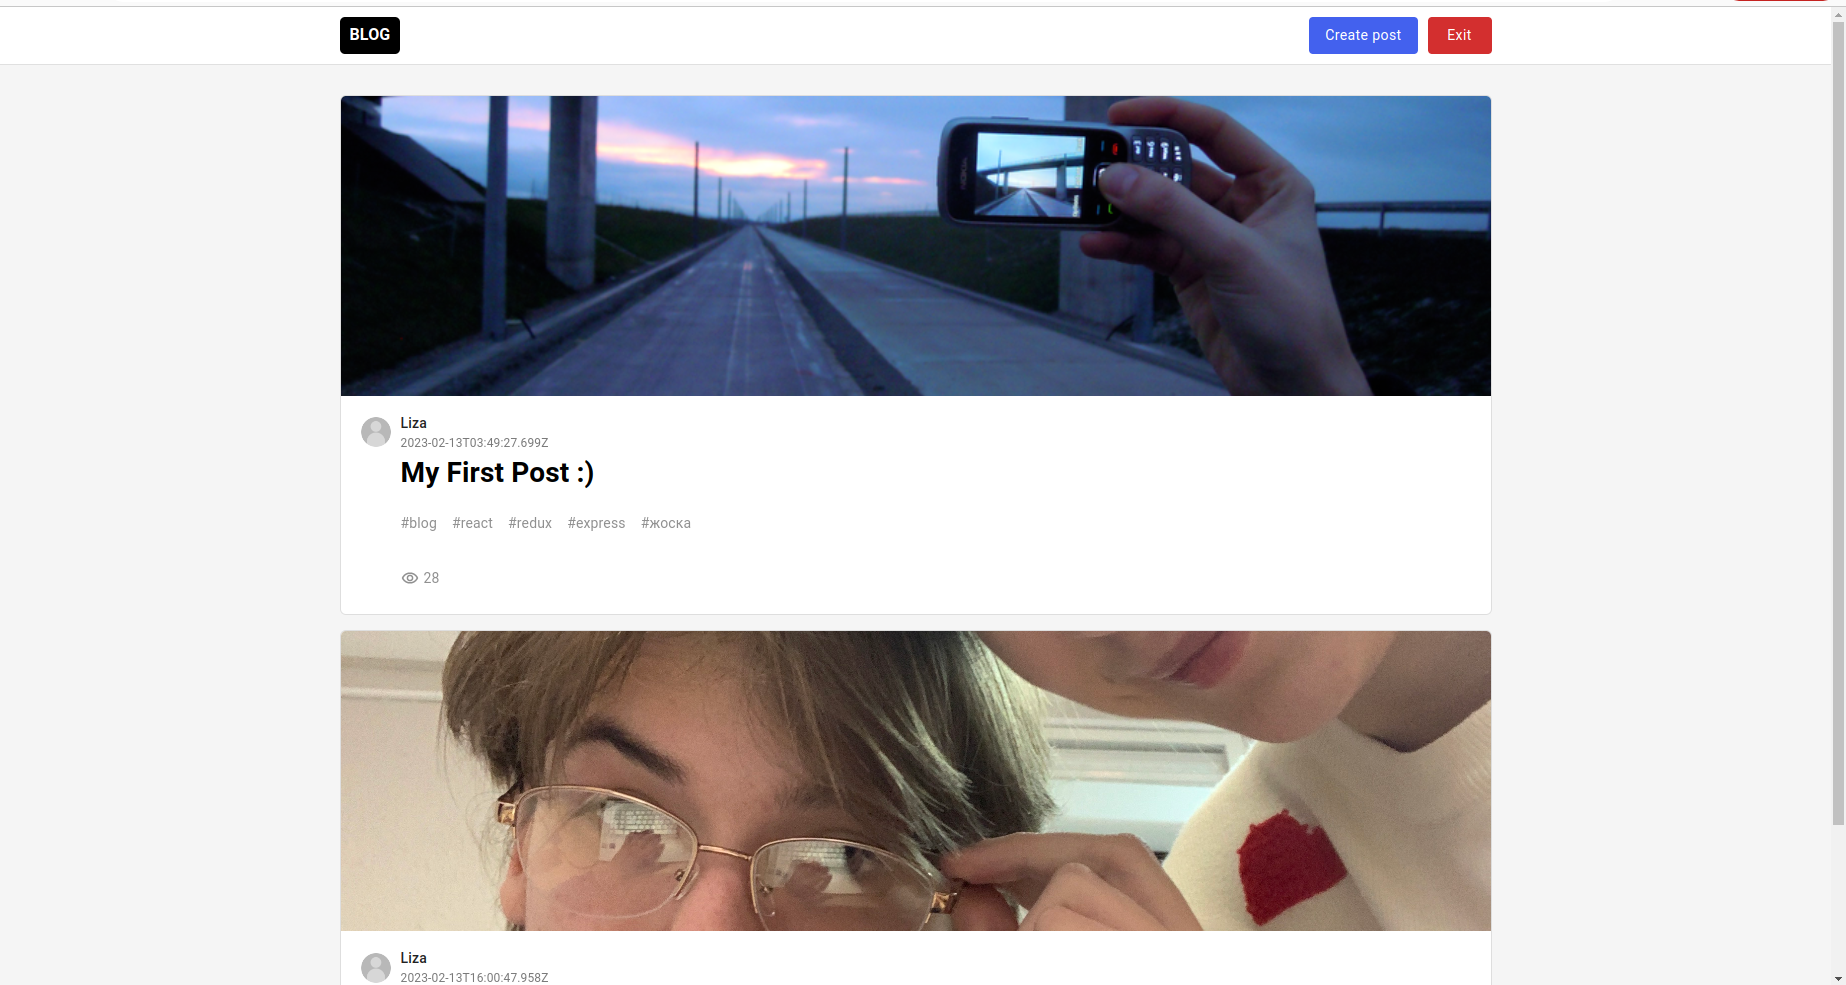 BLOG
Create post
Exit
NOKIA
Liza
2023-02-13T03:49:27.699Z
My First Post :)
#blog #react #redux #express #жоска
28
Liza
2023-02-13T16:00:47.958Z